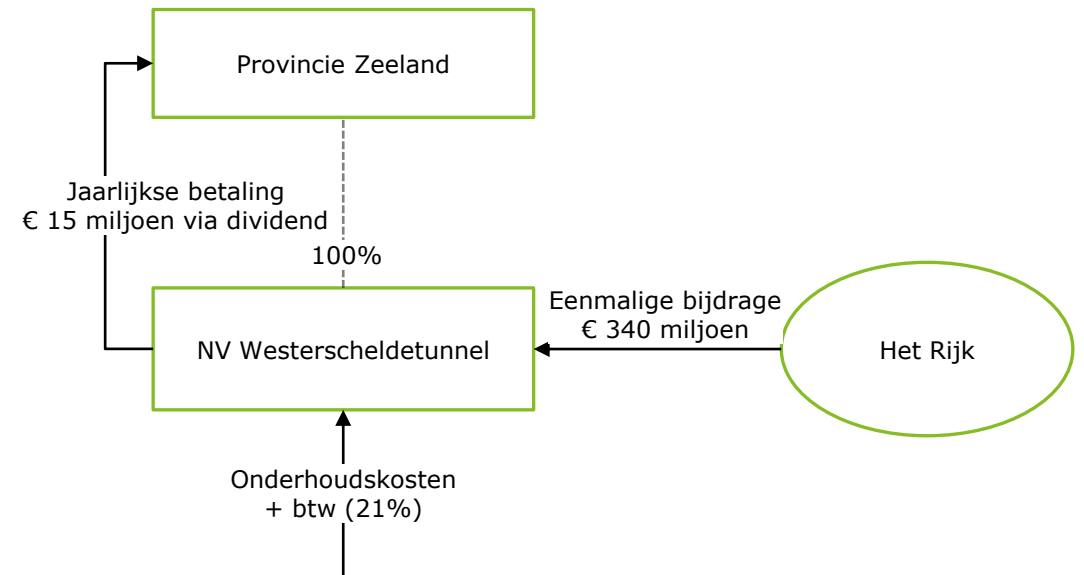 Provincie Zeeland
Jaarlijkse betaling
€ 15 miljoen via dividend
100%
Eenmalige bijdrage
€ 340 miljoen
NV Westerscheldetunnel
Het Rijk
Onderhoudskosten
+ btw (21%)